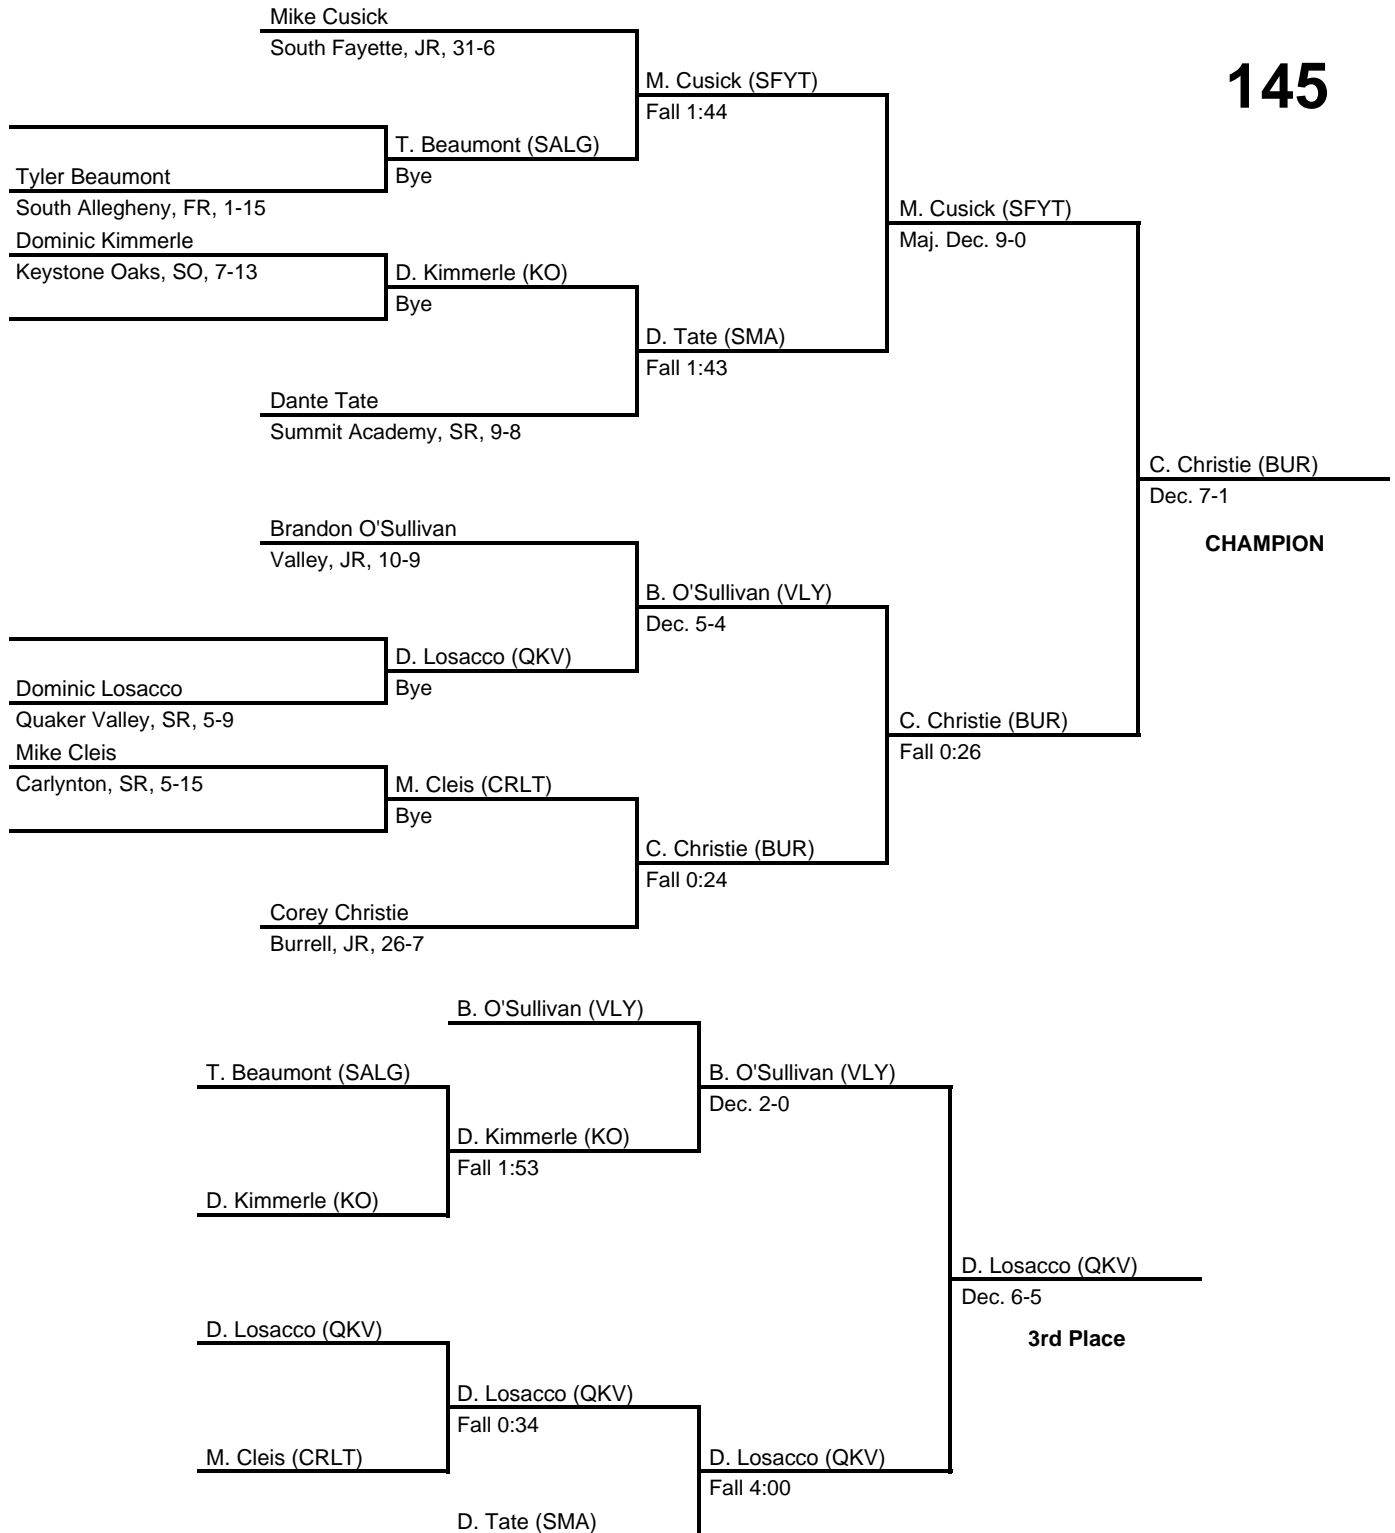 Mike Cusick
South Fayette, JR, 31-6
145
M. Cusick (SFYT)
Fall 1:44
T. Beaumont (SALG)
Bye
Tyler Beaumont
South Allegheny, FR, 1-15
M. Cusick (SFYT)
Maj. Dec. 9-0
Dominic Kimmerle
Keystone Oaks, SO, 7-13
D. Kimmerle (KO)
Bye
D. Tate (SMA)
Fall 1:43
Dante Tate
Summit Academy, SR, 9-8
C. Christie (BUR)
Dec. 7-1
CHAMPION
Brandon O'Sullivan
Valley, JR, 10-9
B. O'Sullivan (VLY)
Dec. 5-4
D. Losacco (QKV)
Bye
Dominic Losacco
Quaker Valley, SR, 5-9
C. Christie (BUR)
Fall 0:26
Mike Cleis
Carlynton, SR, 5-15
M. Cleis (CRLT)
Bye
C. Christie (BUR)
Fall 0:24
Corey Christie
Burrell, JR, 26-7
B. O'Sullivan (VLY)
T. Beaumont (SALG)
B. O'Sullivan (VLY)
Dec. 2-0
D. Kimmerle (KO)
Fall 1:53
D. Kimmerle (KO)
D. Losacco (QKV)
Dec. 6-5
3rd Place
D. Losacco (QKV)
D. Losacco (QKV)
Fall 0:34
M. Cleis (CRLT)
D. Losacco (QKV)
Fall 4:00
D. Tate (SMA)